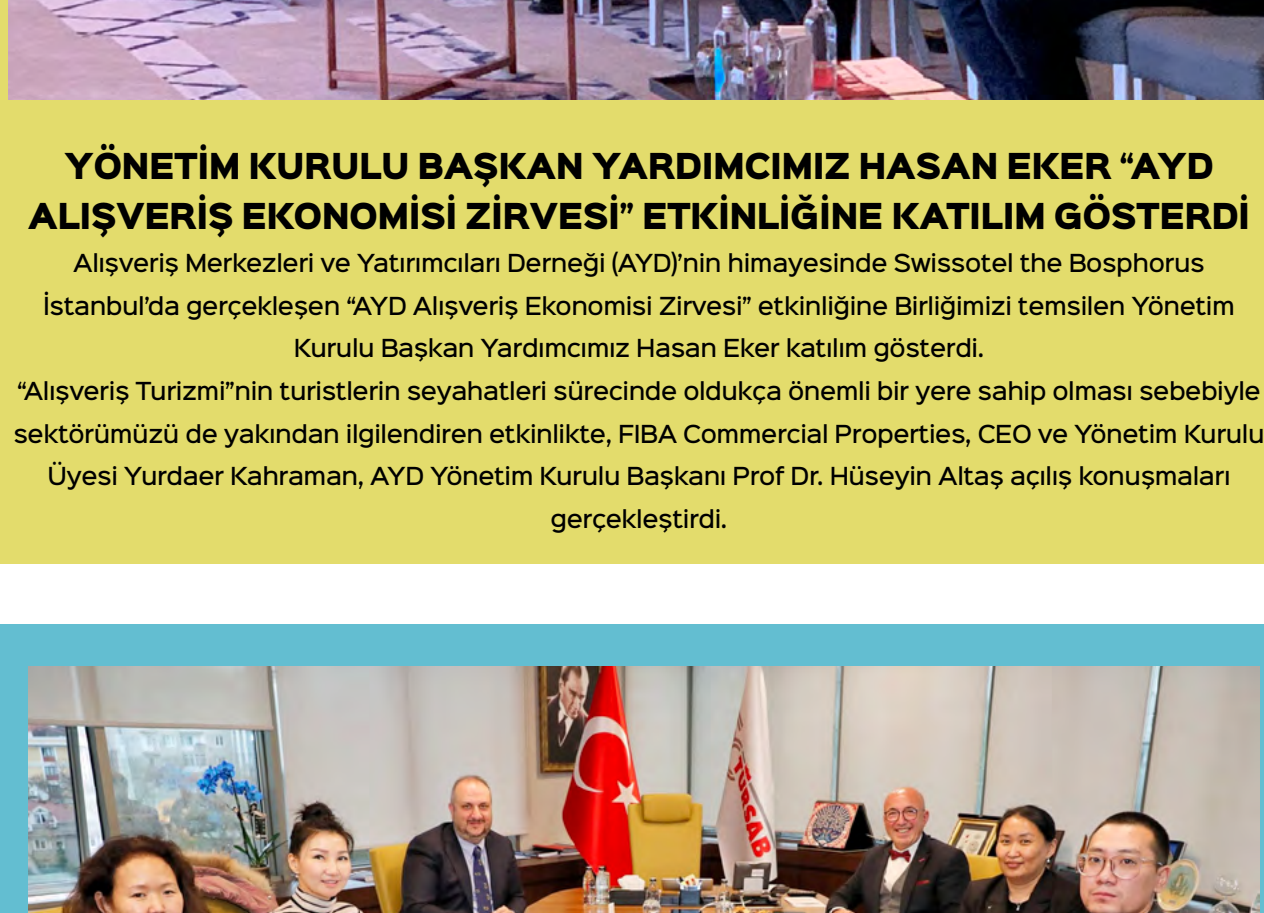 YÖNETİM KURULU BAŞKAN YARDIMCIMIZ HASAN EKER “AYD
ALIŞVERİŞ EKONOMİSİ ZİRVESİ” ETKİNLİĞİNE KATILIM GÖSTERDİ
Alışveriş Merkezleri ve Yatırımcıları Derneği (AYD)’nin himayesinde Swissotel the Bosphorus
İstanbul’da gerçekleşen “AYD Alışveriş Ekonomisi Zirvesi” etkinliğine Birliğimizi temsilen Yönetim
Kurulu Başkan Yardımcımız Hasan Eker katılım gösterdi.
“Alışveriş Turizmi”nin turistlerin seyahatleri sürecinde oldukça önemli bir yere sahip olması sebebiyle
sektörümüzü de yakından ilgilendiren etkinlikte, FIBA Commercial Properties, CEO ve Yönetim Kurulu
Üyesi Yurdaer Kahraman, AYD Yönetim Kurulu Başkanı Prof Dr. Hüseyin Altaş açılış konuşmaları
gerçekleştirdi.
TÜRSAB